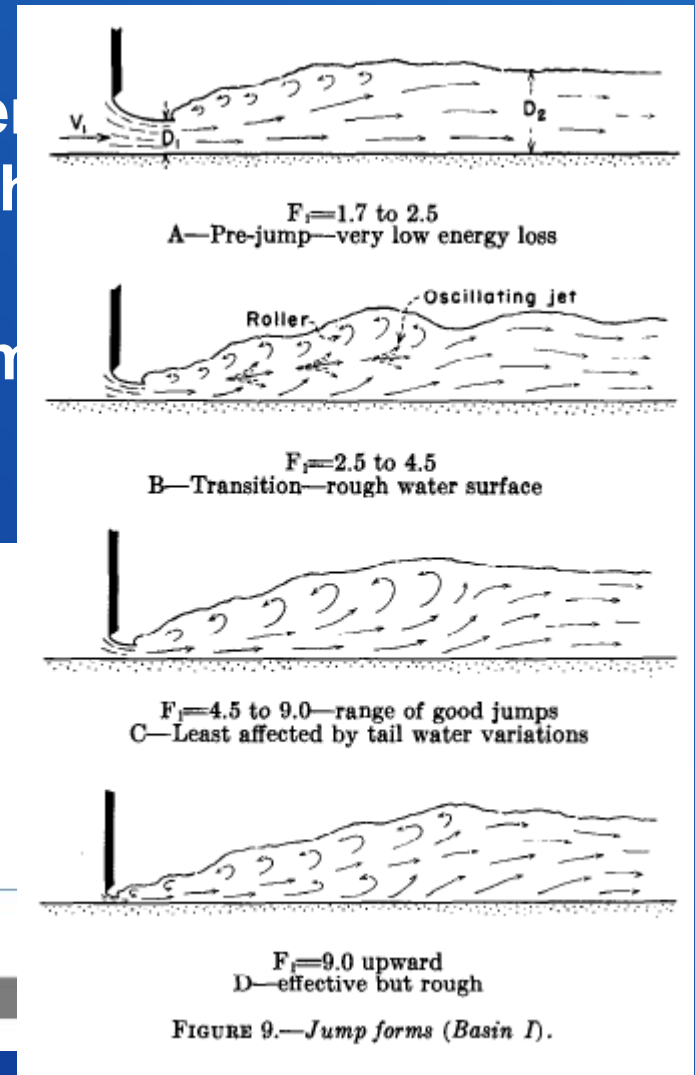 V₁
D₁
D₂
F₁=1.7 to 2.5
A—Pre-jump—very low energy loss
Roller
Oscillating jet
F₁=2.5 to 4.5
B—Transition—rough water surface
F₁=4.5 to 9.0—range of good jumps
C—Least affected by tail water variations
F₁=9.0 upward
D—effective but rough
FIGURE 9.—Jump forms (Basin I).